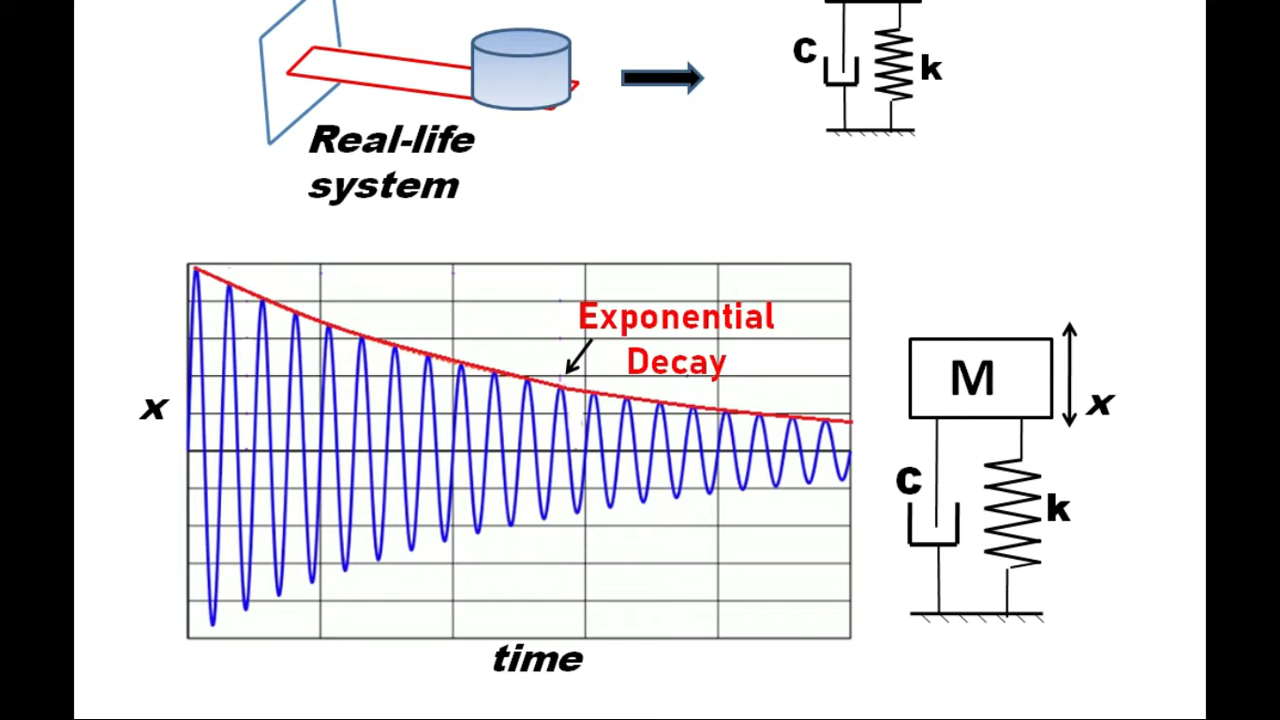 C
k
Real-life
system
Exponential
Decay
x
M
x
C
k
time